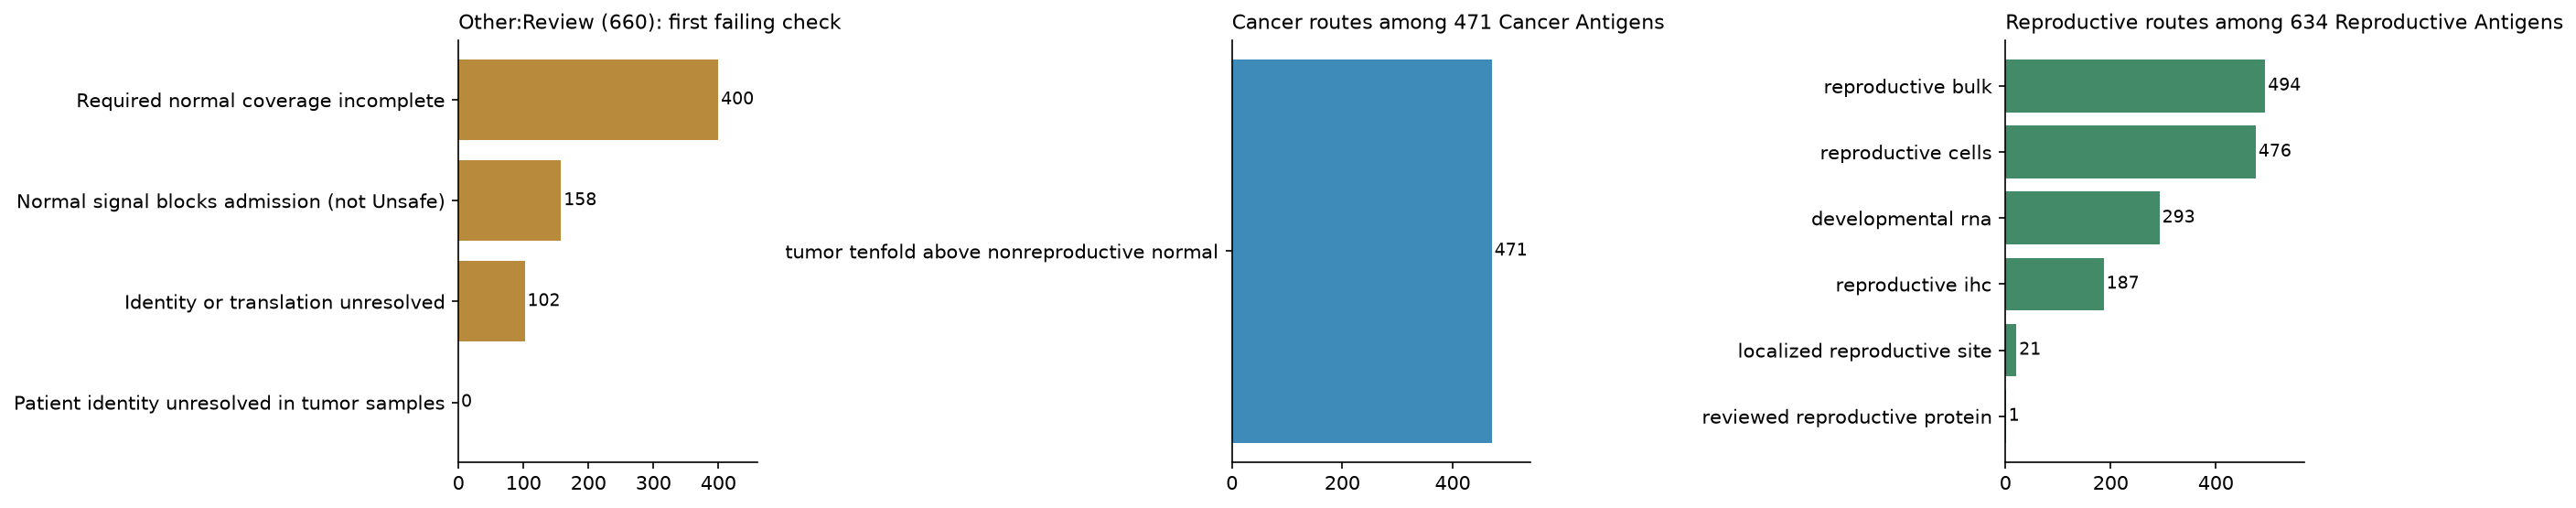 Other:Review (660): first failing check
Required normal coverage incomplete
400
Normal signal blocks admission (not Unsafe)
158
Identity or translation unresolved
102
Patient identity unresolved in tumor samples
0
0 100 200 300 400
Cancer routes among 471 Cancer Antigens
tumor tenfold above nonreproductive normal
471
0 200 400
Reproductive routes among 634 Reproductive Antigens
reproductive bulk
494
reproductive cells
476
developmental rna
293
reproductive ihc
187
localized reproductive site
21
reviewed reproductive protein
1
0 200 400